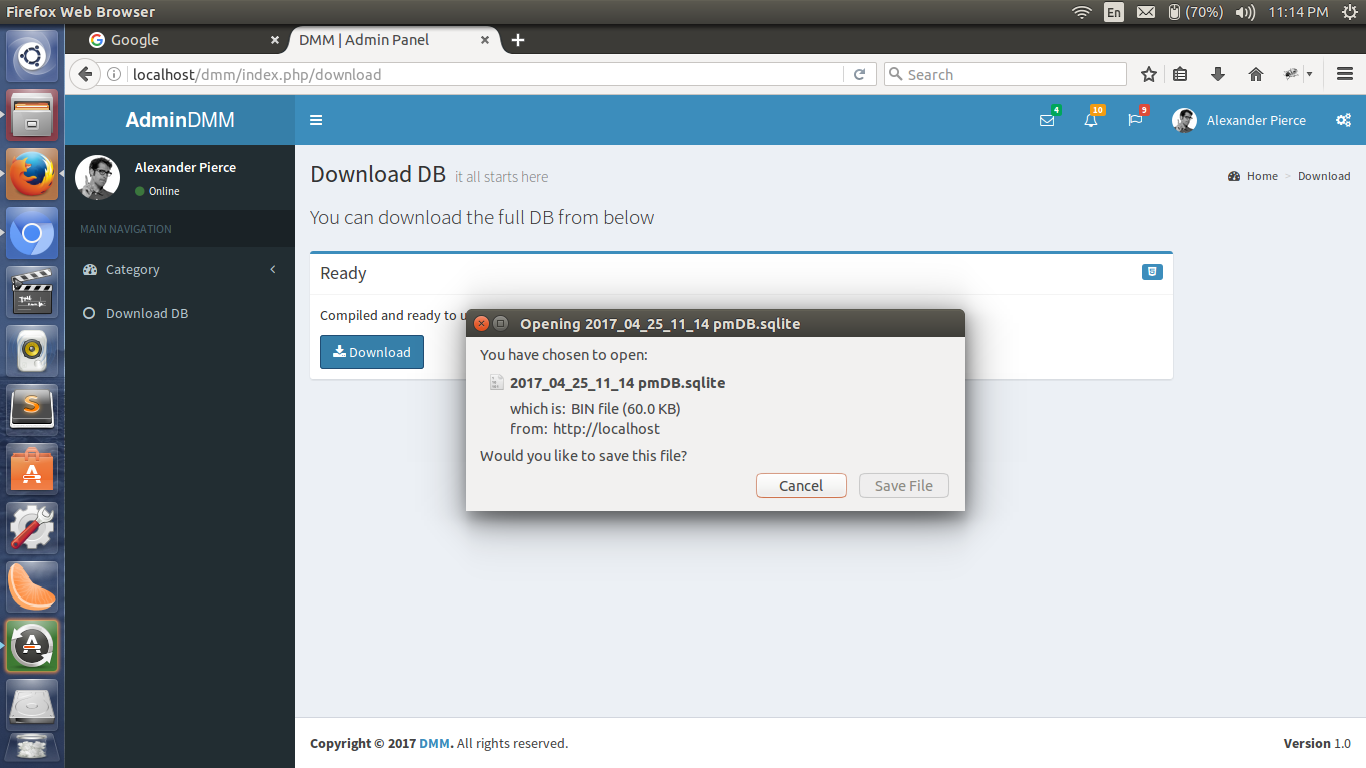 Firefox Web Browser
En
(70%)
11:14 PM
Google
DMM | Admin Panel
localhost/dmm/index.php/download
Search
AdminDMM
4
10
9
Alexander Pierce
Alexander Pierce
Online
MAIN NAVIGATION
Category
Download DB
Download DB it all starts here
Home > Download
You can download the full DB from below
Ready
Compiled and ready to u
Download
Opening 2017_04_25_11_14 pmDB.sqlite
You have chosen to open:
2017_04_25_11_14 pmDB.sqlite
which is: BIN file (60.0 KB)
from: http://localhost
Would you like to save this file?
Cancel
Save File
Copyright © 2017 DMM. All rights reserved.
Version 1.0